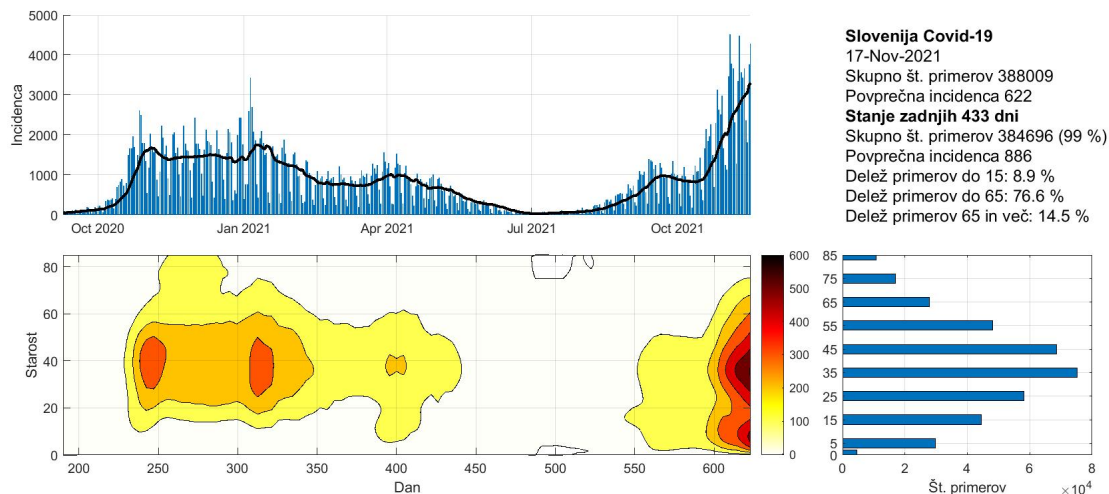 5000
4000
3000
2000
1000
0
Incidenca
Oct 2020
Jan 2021
Apr 2021
Jul 2021
Oct 2021
Slovenija Covid-19
17-Nov-2021
Skupno št. primerov 388009
Povprečna incidenca 622
Stanje zadnjih 433 dni
Skupno št. primerov 384696 (99 %)
Povprečna incidenca 886
Delež primerov do 15: 8.9 %
Delež primerov do 65: 76.6 %
Delež primerov 65 in več: 14.5 %
80
60
40
20
0
Starost
200
250
300
350
400
450
500
550
600
Dan
600
500
400
300
200
100
0
85
75
65
55
45
35
25
15
5
0
0
2
4
6
8
Št. primerov
×10⁴